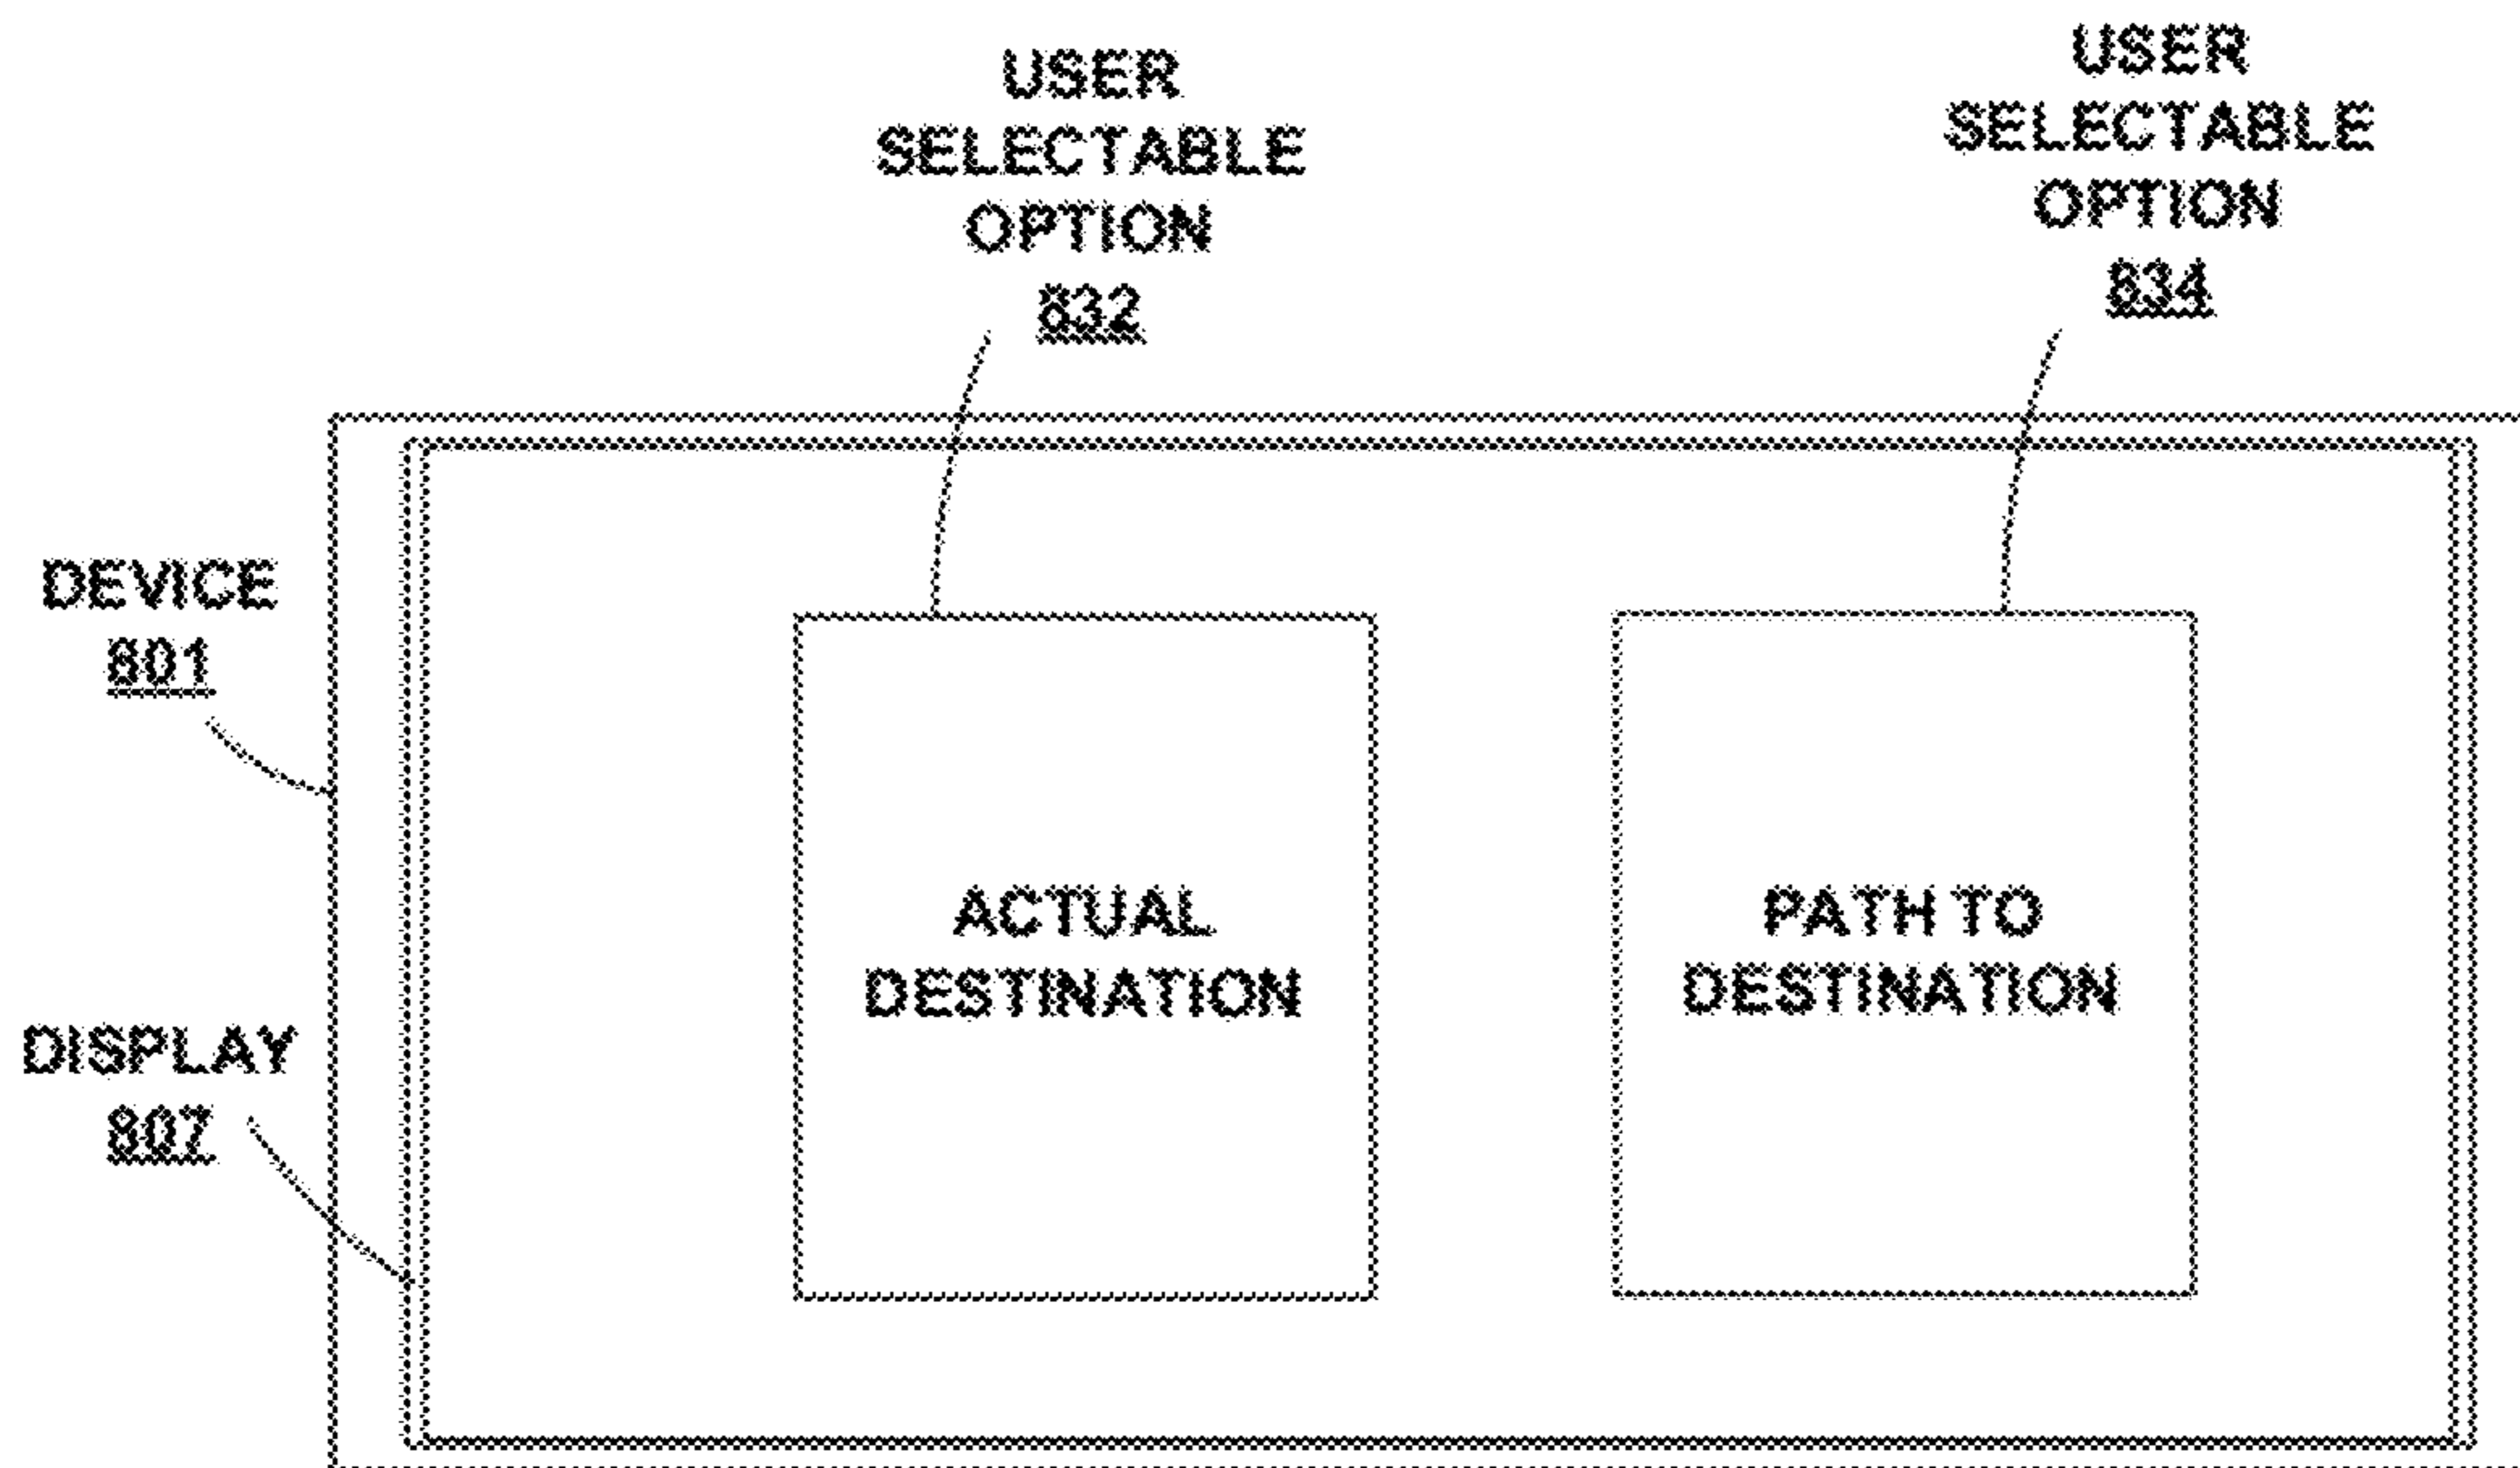 USER
SELECTABLE
OPTION
832
USER
SELECTABLE
OPTION
834
DEVICE
801
DISPLAY
807
ACTUAL
DESTINATION
PATH TO
DESTINATION